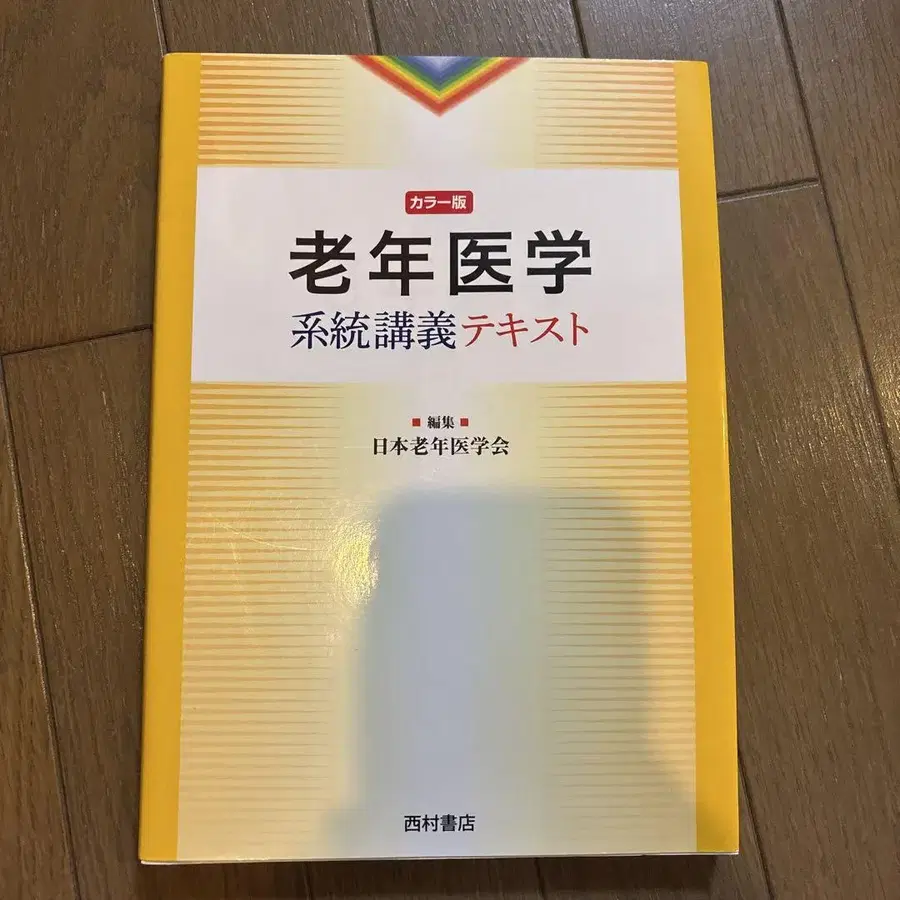 カラー版
老年医学
系統講義テキスト
■ 編集 ■
日本老年医学会
西村書店